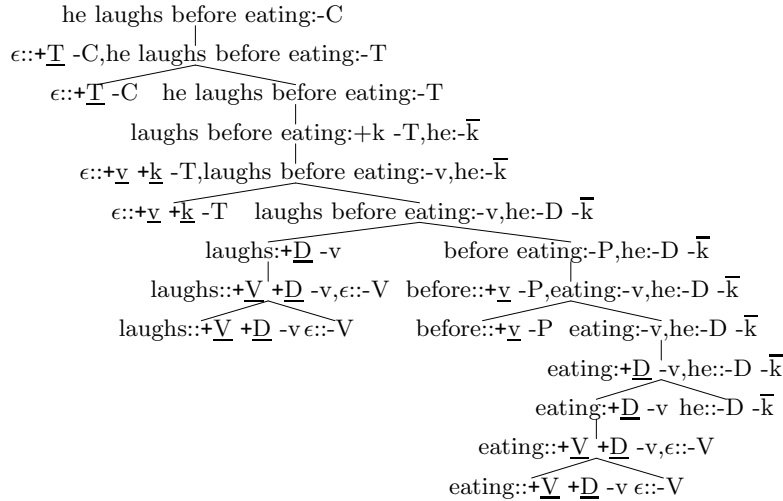 he laughs before eating:-C
ϵ::+T -C,he laughs before eating:-T
ϵ::+T -C he laughs before eating:-T
laughs before eating:+k -T,he:-k̅
ϵ::+v +k -T,laughs before eating:-v,he:-k̅
ϵ::+v +k -T laughs before eating:-v,he:-D -k̅
laughs:+D -v before eating:-P,he:-D -k̅
laughs::+V +D -v,ϵ::-V before::+v -P,eating:-v,he:-D -k̅
laughs::+V +D -v ϵ::-V before::+v -P eating:-v,he:-D -k̅
eating:+D -v,he::-D -k̅
eating:+D -v he::-D -k̅
eating::+V +D -v,ϵ::-V
eating::+V +D -v ϵ::-V